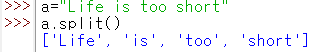 >>> a="Life is too short"
>>> a.split()
['Life', 'is', 'too', 'short']